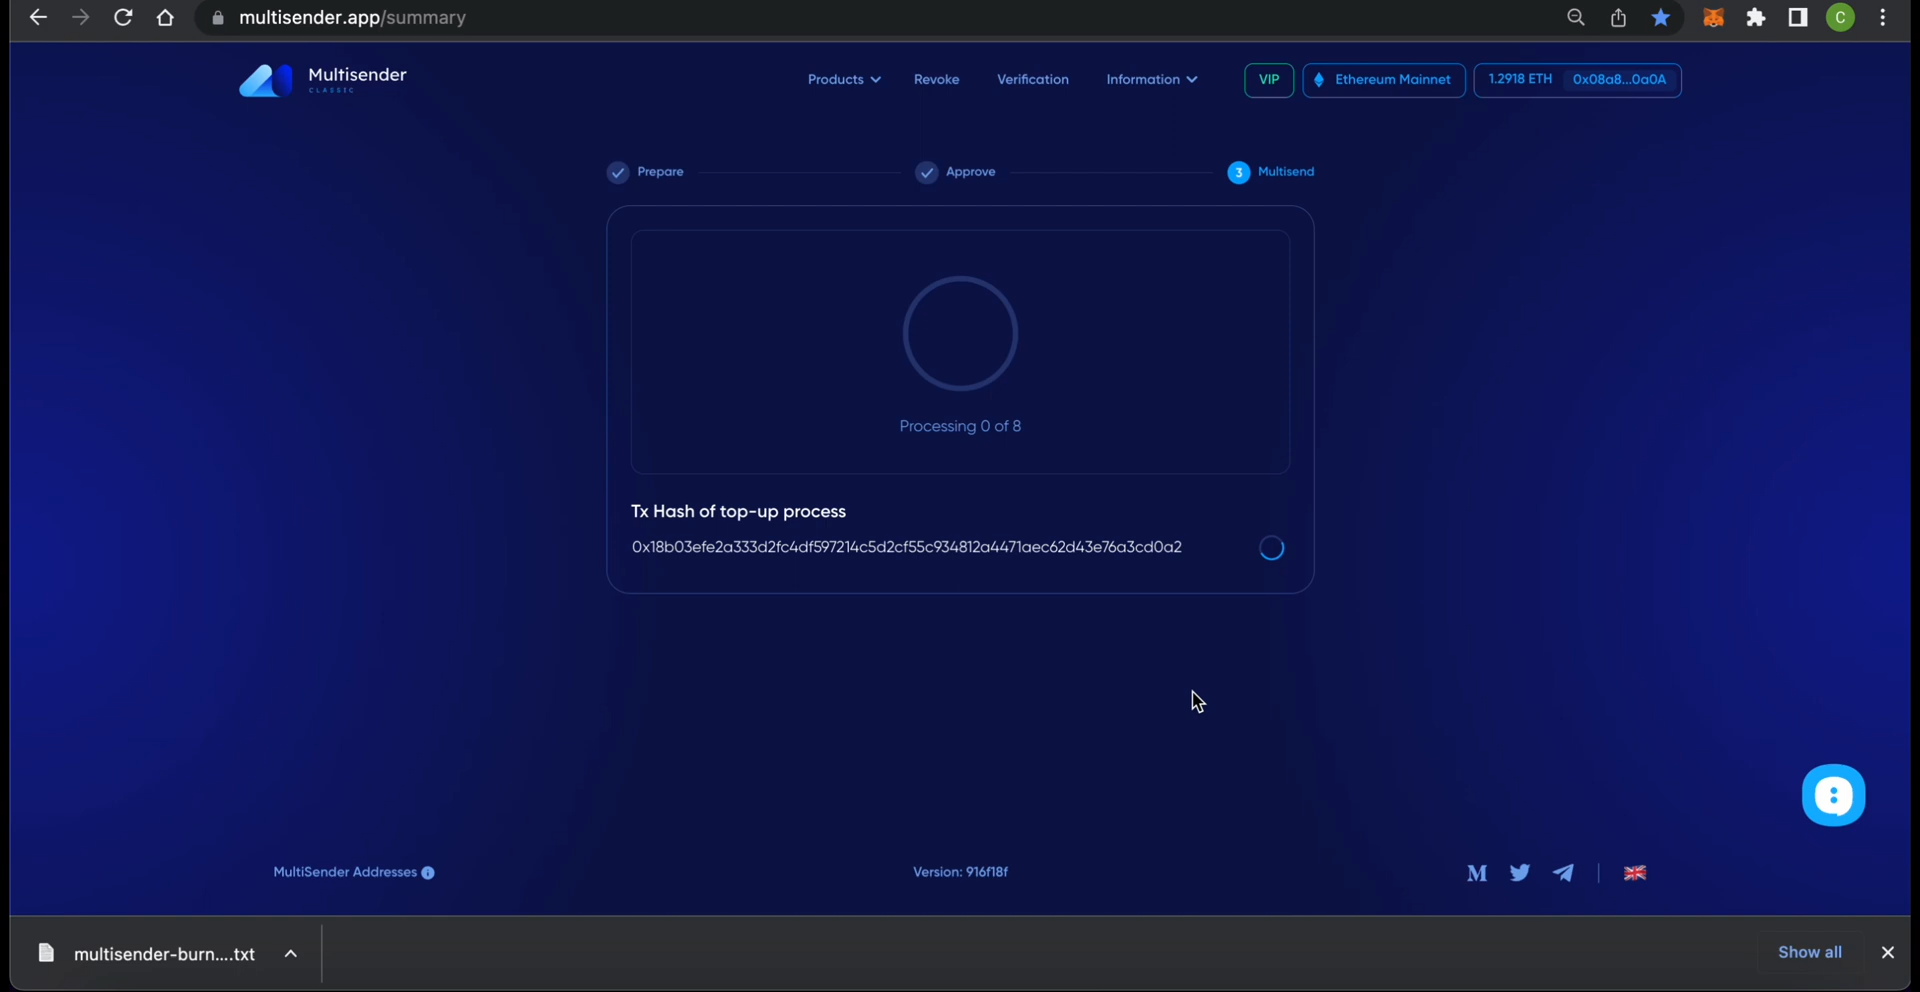 multisender.app/summary
C
Multisender
CLASSIC
Products
Revoke
Verification
Information
VIP
Ethereum Mainnet
1.2918 ETH
0x08a8...0a0A
Prepare
Approve
3
Multisend
Processing 0 of 8
Tx Hash of top-up process
0x18b03efe2a333d2fc4df597214c5d2cf55c934812a4471aec62d43e76a3cd0a2
MultiSender Addresses
Version: 916f18f
multisender-burn....txt
Show all